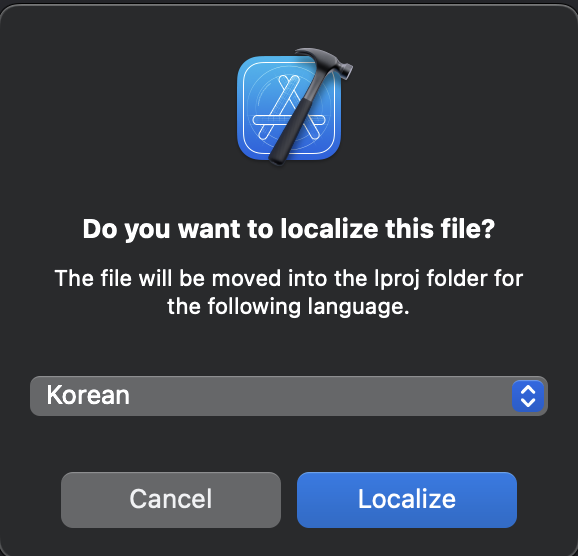 Do you want to localize this file?
The file will be moved into the lproj folder for
the following language.
Korean
Cancel
Localize